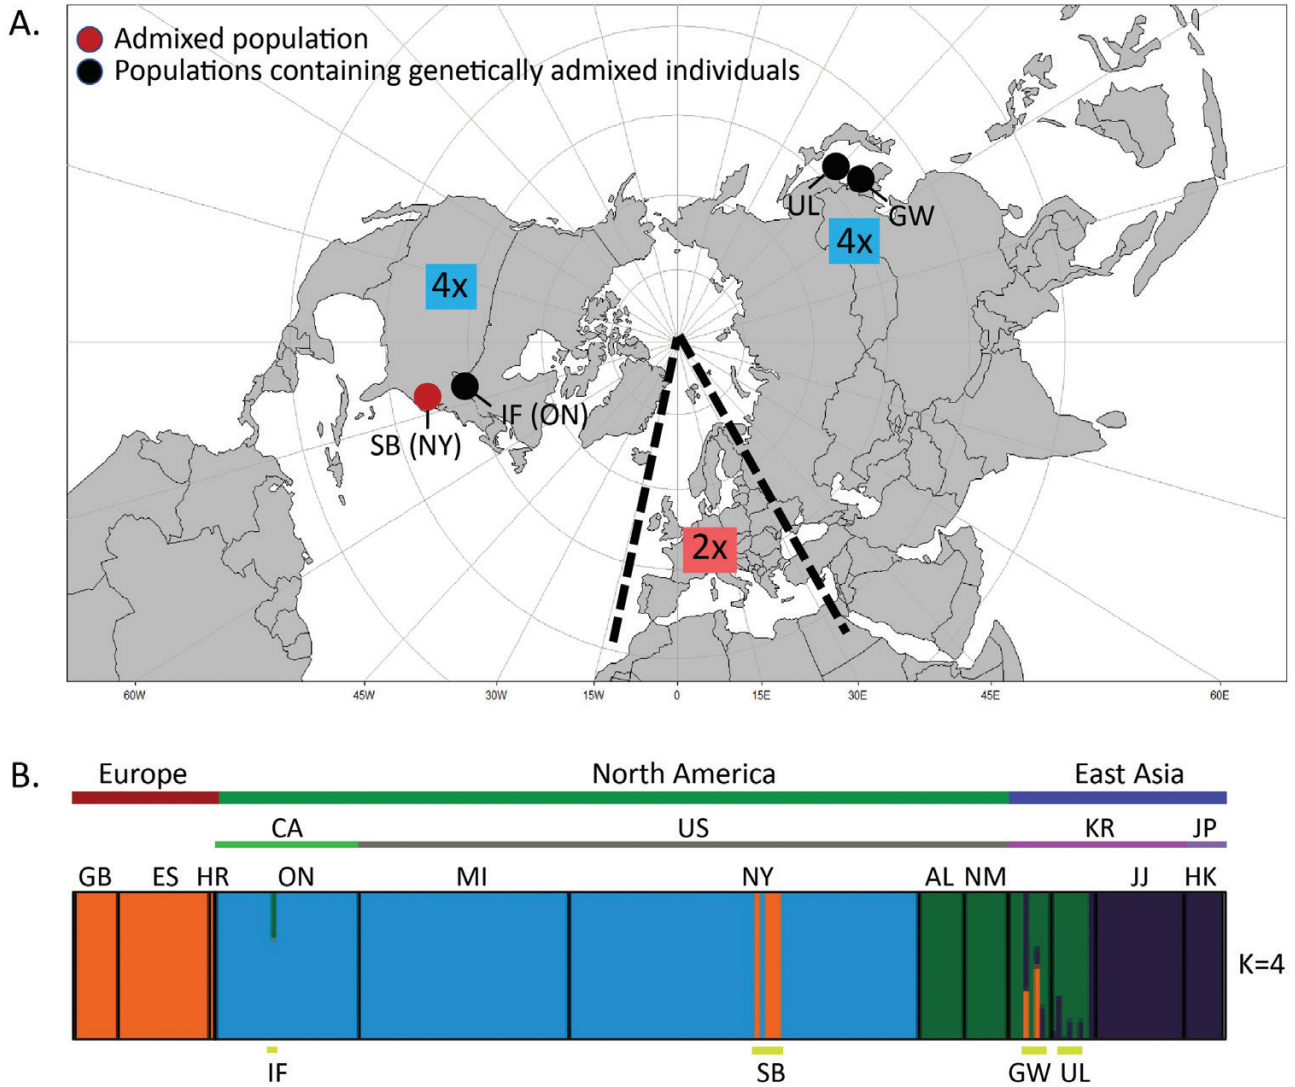 A.
Admixed population
Populations containing genetically admixed individuals
UL
GW
4x
4x
IF (ON)
SB (NY)
2x
60W 45W 30W 15W 0 15E 30E 45E 60E
B.
Europe North America East Asia
CA US KR JP
GB ES HR ON MI NY AL NM JJ HK
K=4
IF SB GW UL